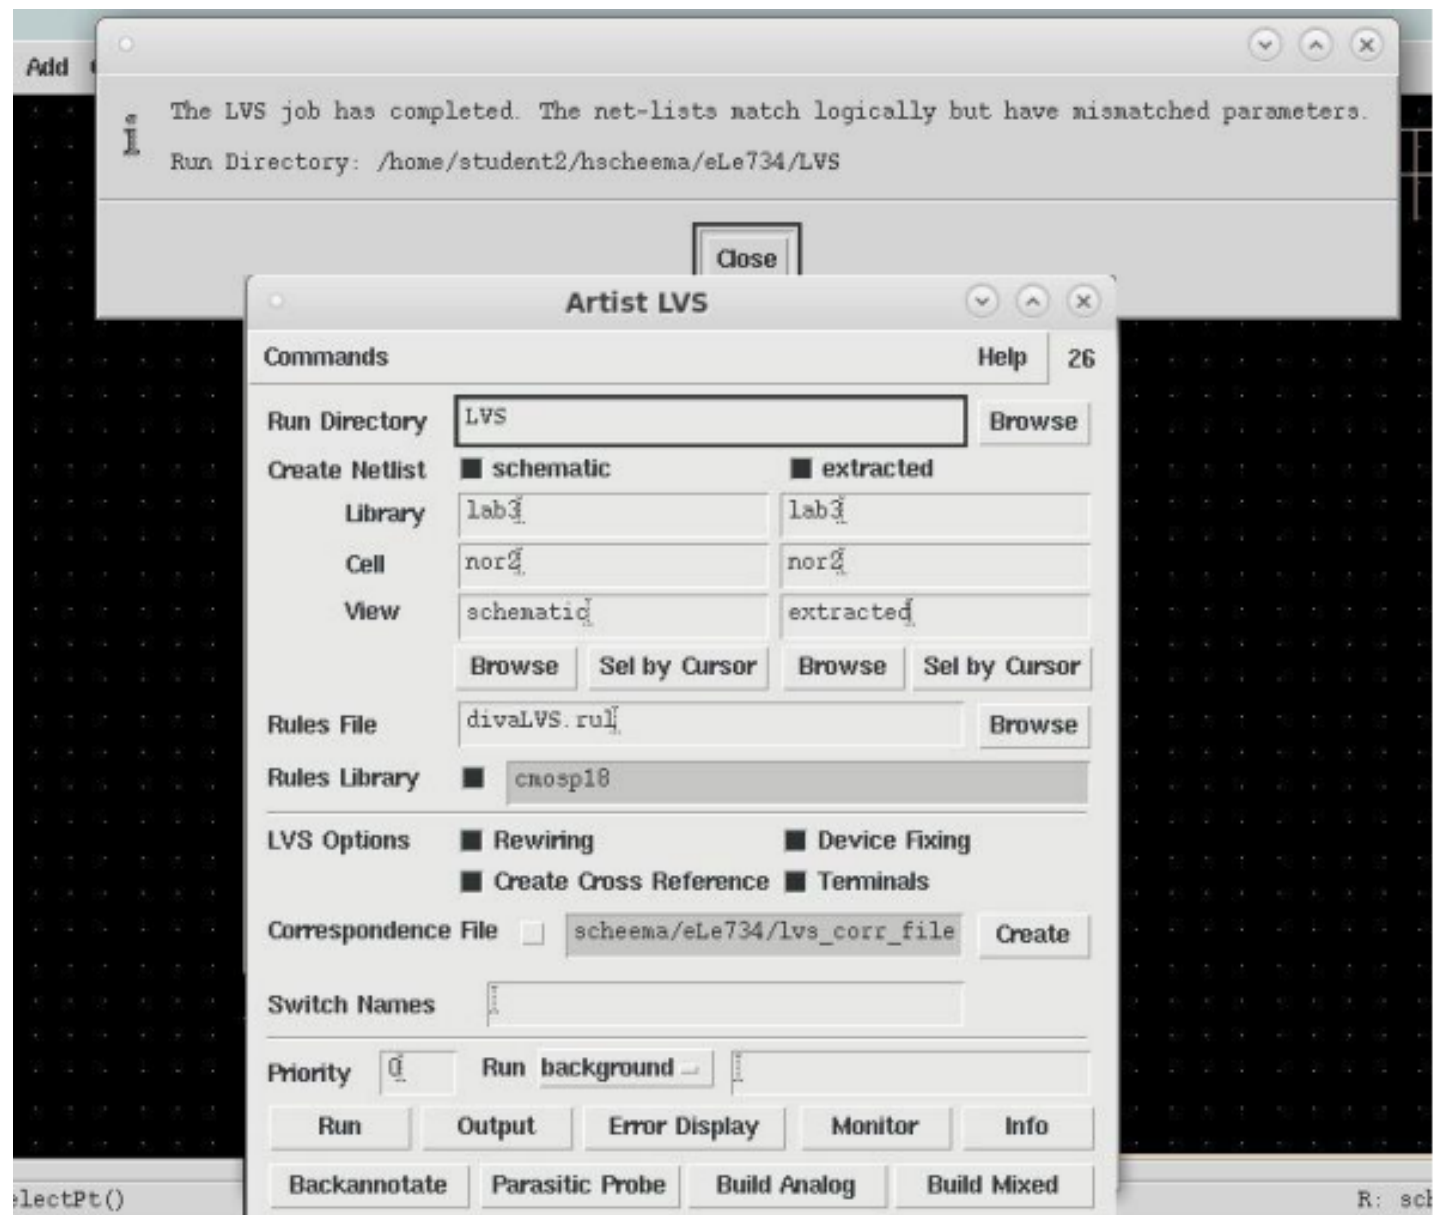 Add
The LVS job has completed. The net-lists match logically but have mismatched parameters.
Run Directory: /home/student2/hscheema/eLe734/LVS
Close
Artist LVS
Commands Help 26
Run Directory LVS Browse
Create Netlist schematic extracted
Library lab3 lab3
Cell nor2 nor2
View schematic extracted
Browse Sel by Cursor Browse Sel by Cursor
Rules File divaLVS.rul Browse
Rules Library cmosp18
LVS Options Rewiring Device Fixing
Create Cross Reference Terminals
Correspondence File scheema/eLe734/lvs_corr_file Create
Switch Names
Priority 0 Run background
Run Output Error Display Monitor Info
Backannotate Parasitic Probe Build Analog Build Mixed
electPt() R: sch